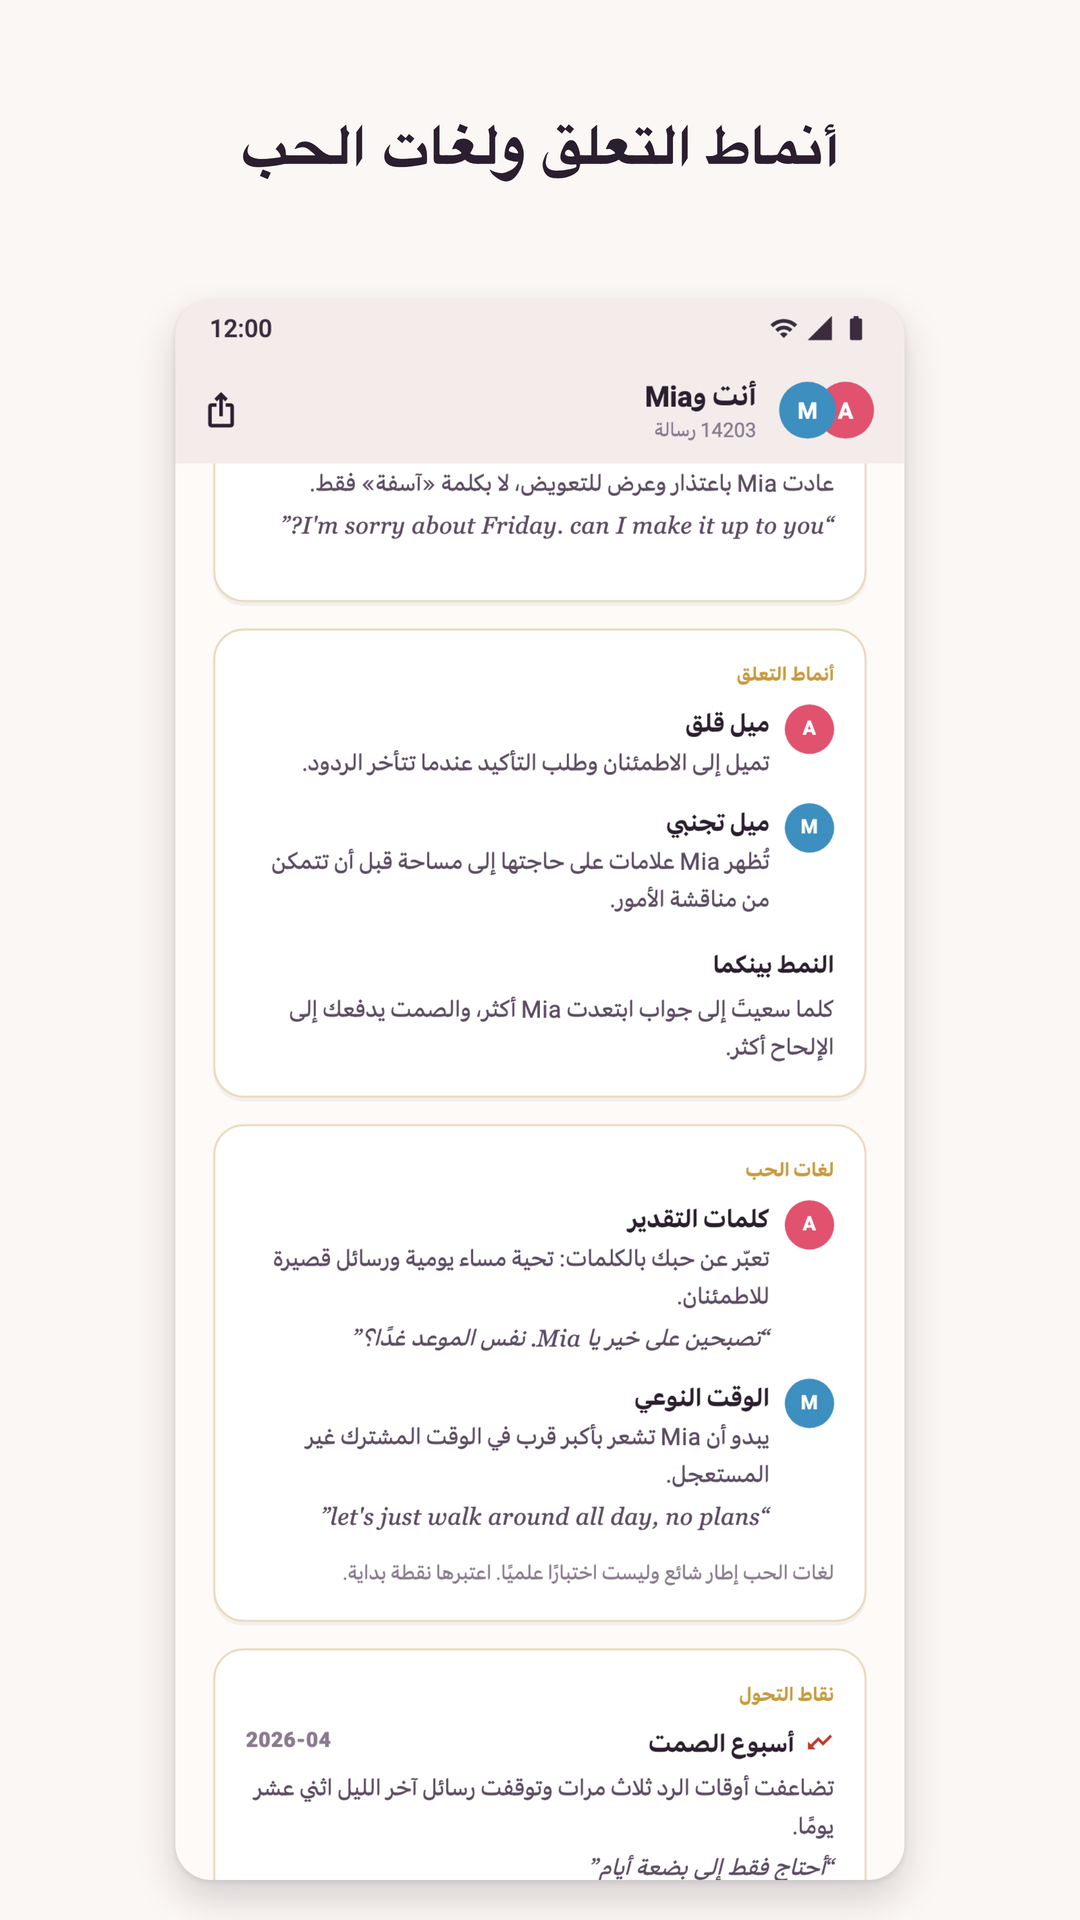 أنماط التعلق ولغات الحب
12:00
أنت وMia
14203 رسالة
M
A
عادت Mia باعتذار وعرض للتعويض، لا بكلمة «آسفة» فقط.
“I'm sorry about Friday. can I make it up to you?”
أنماط التعلق
A
ميل قلق
تميل إلى الاطمئنان وطلب التأكيد عندما تتأخر الردود.
M
ميل تجنبي
تُظهر Mia علامات على حاجتها إلى مساحة قبل أن تتمكن
من مناقشة الأمور.
النمط بينكما
كلما سعيتَ إلى جواب ابتعدت Mia أكثر، والصمت يدفعك إلى
الإلحاح أكثر.
لغات الحب
A
كلمات التقدير
تعبّر عن حبك بالكلمات: تحية مساء يومية ورسائل قصيرة
للاطمئنان.
“تصبحين على خير يا Mia. نفس الموعد غدًا؟”
M
الوقت النوعي
يبدو أن Mia تشعر بأكبر قرب في الوقت المشترك غير
المستعجل.
“let's just walk around all day, no plans”
لغات الحب إطار شائع وليست اختبارًا علميًا. اعتبرها نقطة بداية.
نقاط التحول
أسبوع الصمت
2026-04
تضاعفت أوقات الرد ثلاث مرات وتوقفت رسائل آخر الليل اثني عشر
يومًا.
“أحتاج فقط إلى بضعة أيام”